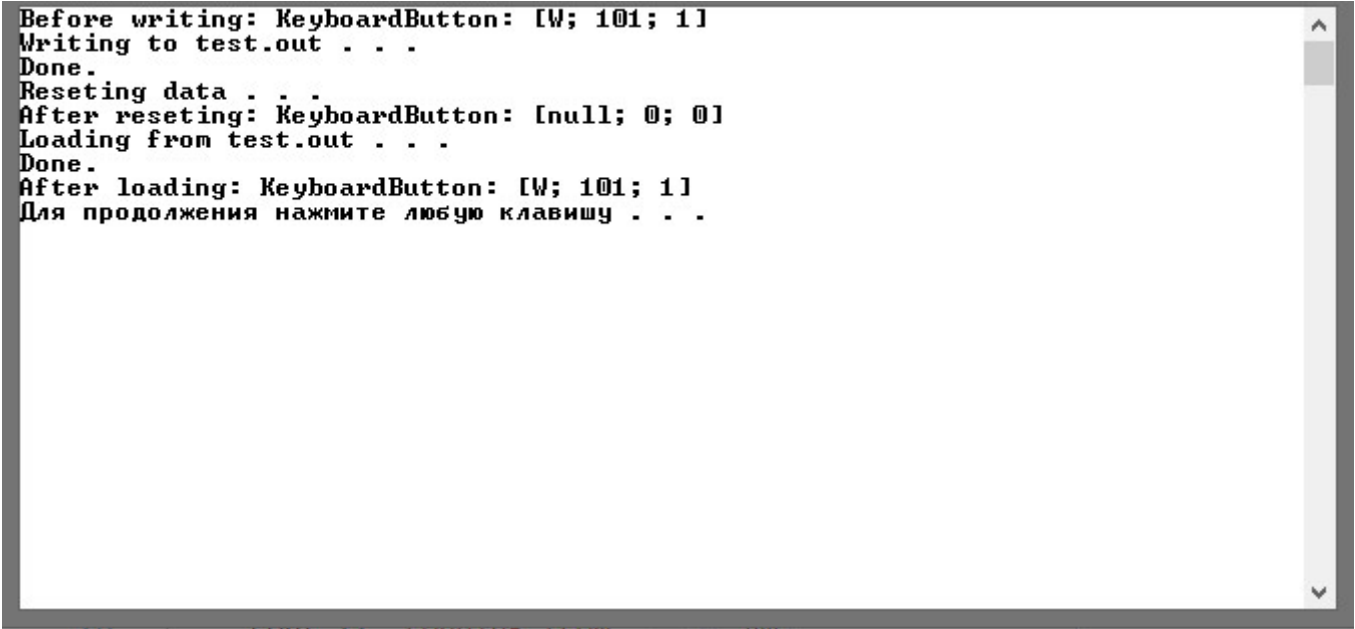 Before writing: KeyboardButton: [W; 101; 1]
Writing to test.out . . .
Done.
Reseting data . . .
After reseting: KeyboardButton: [null; 0; 0]
Loading from test.out . . .
Done.
After loading: KeyboardButton: [W; 101; 1]
Для продолжения нажмите любую клавишу . . .